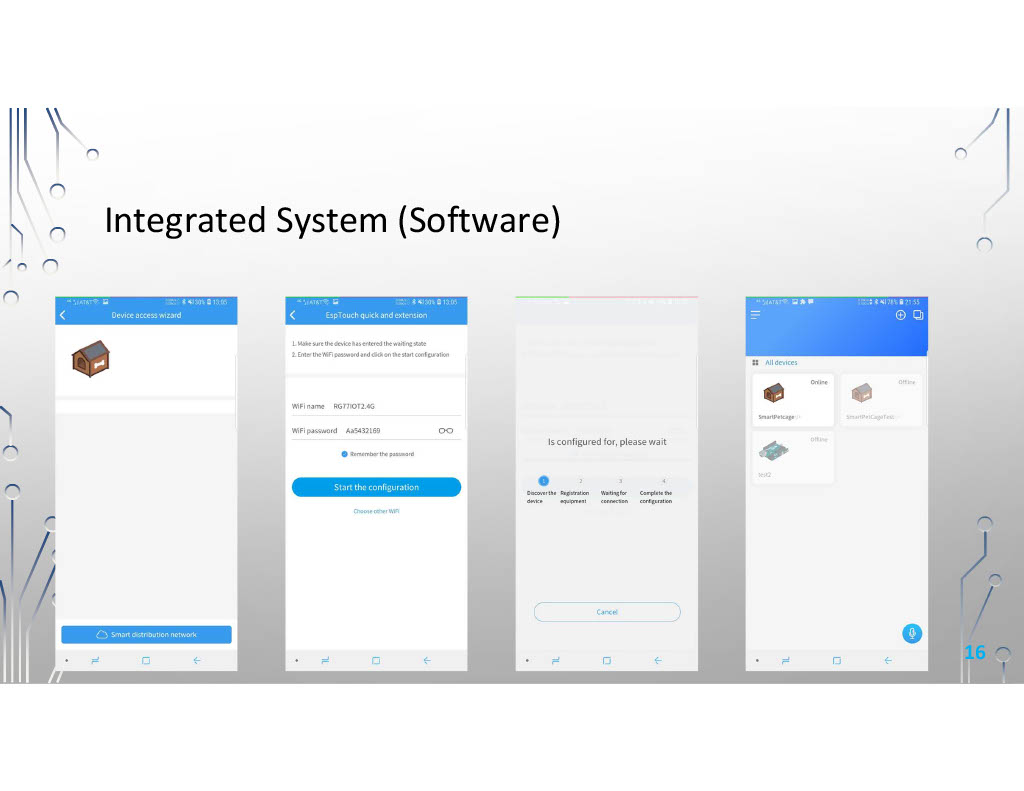 Integrated System (Software)
Device access wizard
Smart distribution network
EspTouch quick and extension
1. Make sure the device has entered the waiting state
2. Enter the WiFi password and click on the start configuration
WiFi name RG77IOT2.4G
WiFi password Aa5432169
Remember the password
Start the configuration
Choose other WiFi
Is configured for, please wait
1 2 3 4
Discover the Registration Waiting for Complete the
device equipment connection configuration
Cancel
21:55
All devices
Online
SmartPetcage
Offline
SmartPetCageTest
Offline
test2
16